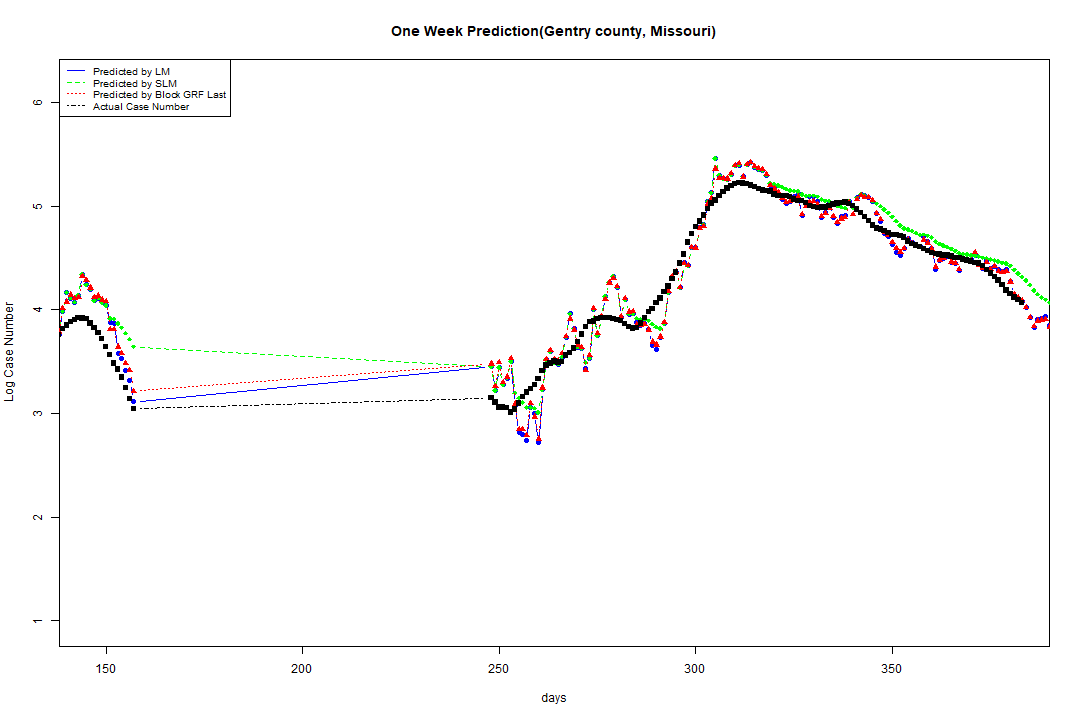 One Week Prediction(Gentry county, Missouri)
Predicted by LM
Predicted by SLM
Predicted by Block GRF Last
Actual Case Number
6
5
4
3
2
1
Log Case Number
150 200 250 300 350
days